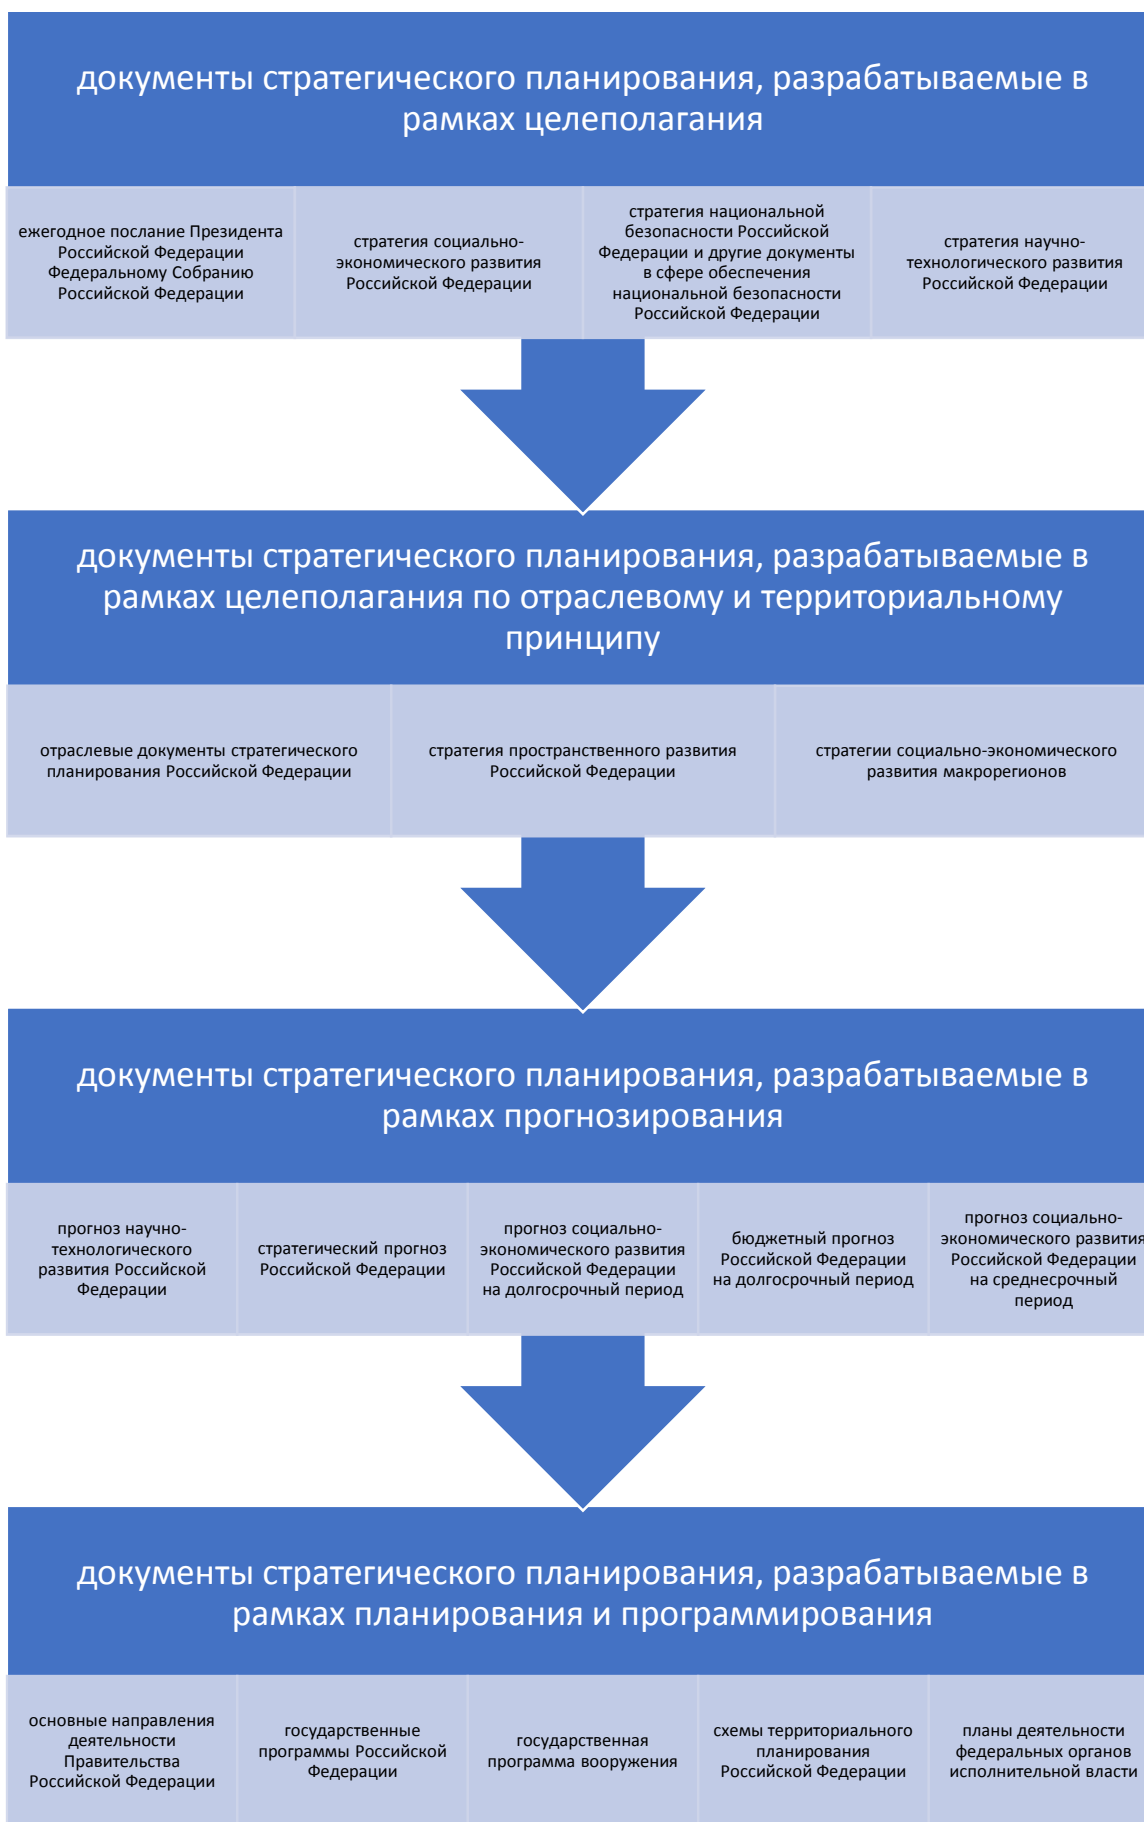 документы стратегического планирования, разрабатываемые в
рамках целеполагания
ежегодное послание Президента
Российской Федерации
Федеральному Собранию
Российской Федерации
стратегия социально-
экономического развития
Российской Федерации
стратегия национальной
безопасности Российской
Федерации и другие документы
в сфере обеспечения
национальной безопасности
Российской Федерации
стратегия научно-
технологического развития
Российской Федерации
документы стратегического планирования, разрабатываемые в
рамках целеполагания по отраслевому и территориальному
принципу
отраслевые документы стратегического
планирования Российской Федерации
стратегия пространственного развития
Российской Федерации
стратегии социально-экономического
развития макрорегионов
документы стратегического планирования, разрабатываемые в
рамках прогнозирования
прогноз научно-
технологического
развития Российской
Федерации
стратегический прогноз
Российской Федерации
прогноз социально-
экономического развития
Российской Федерации
на долгосрочный период
бюджетный прогноз
Российской Федерации
на долгосрочный период
прогноз социально-
экономического развития
Российской Федерации
на среднесрочный
период
документы стратегического планирования, разрабатываемые в
рамках планирования и программирования
основные направления
деятельности
Правительства
Российской Федерации
государственные
программы Российской
Федерации
государственная
программа вооружения
схемы территориального
планирования
Российской Федерации
планы деятельности
федеральных органов
исполнительной власти